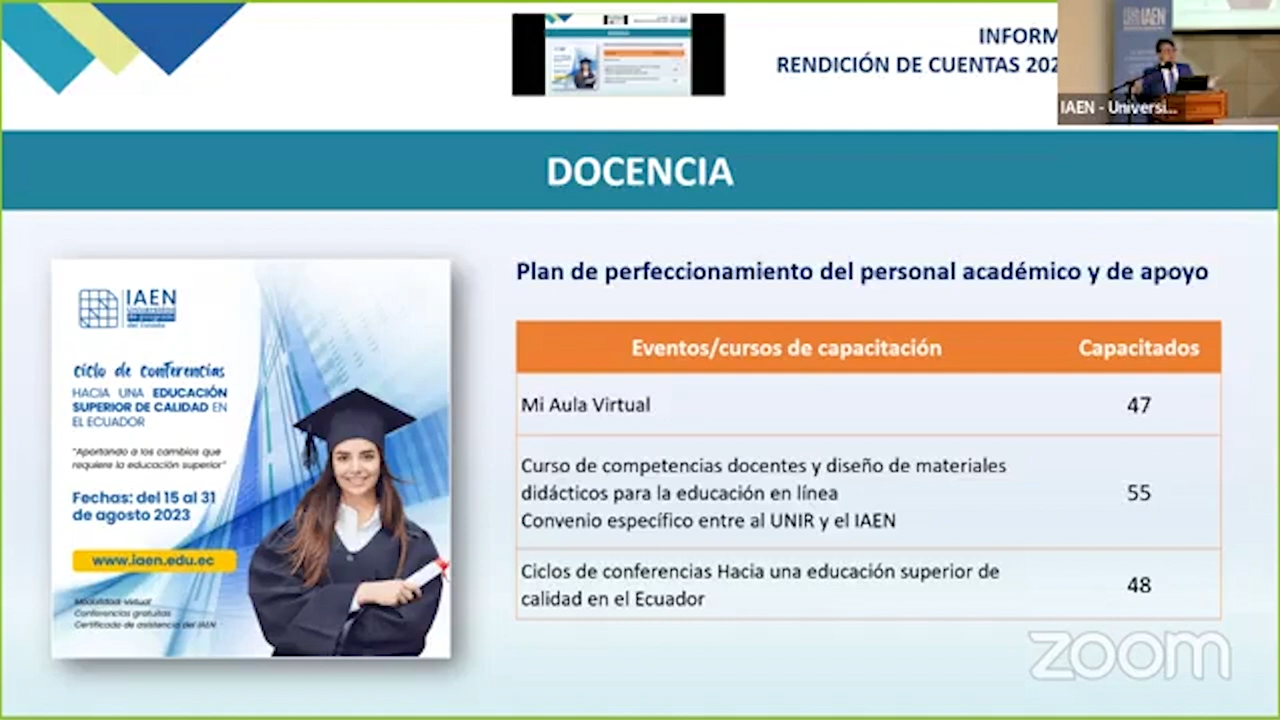 INFORM
RENDICIÓN DE CUENTAS 202
IAEN
IAEN - Universi...
DOCENCIA
IAEN
ciclo de conferencias
HACIA UNA EDUCACIÓN
SUPERIOR DE CALIDAD EN
EL ECUADOR
"Aportando a los cambios que
requiere la educación superior"
Fechas: del 15 al 31
de agosto 2023
www.iaen.edu.ec
Modalidad: Virtual
Conferencias gratuitas
Certificado de asistencia del IAEN
Plan de perfeccionamiento del personal académico y de apoyo
Eventos/cursos de capacitación Capacitados
Mi Aula Virtual 47
Curso de competencias docentes y diseño de materiales
didácticos para la educación en línea
Convenio específico entre al UNIR y el IAEN
55
Ciclos de conferencias Hacia una educación superior de
calidad en el Ecuador
48
zoom